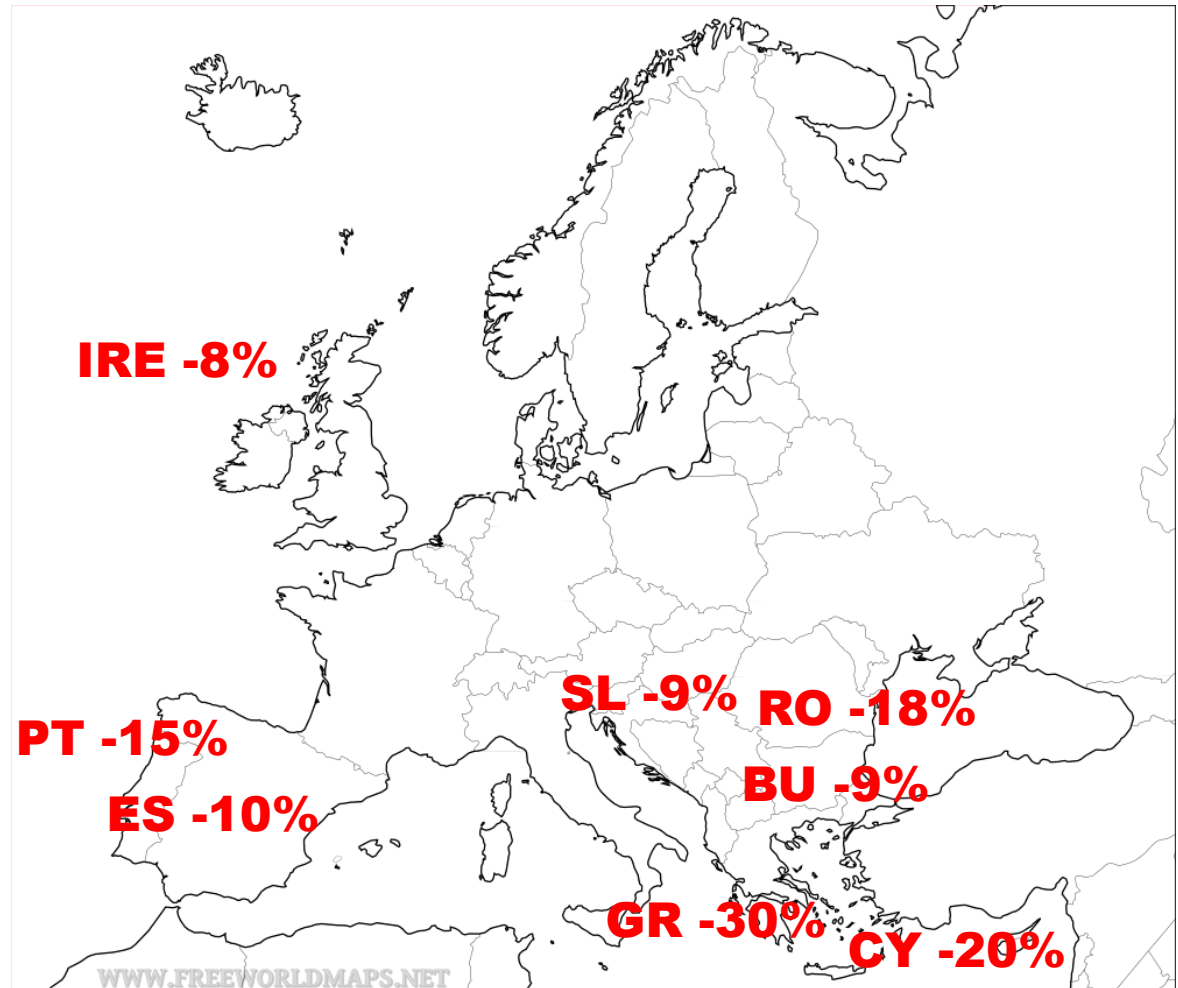 IRE -8%
SL -9%
RO -18%
PT -15%
BU -9%
ES -10%
GR -30%
CY -20%
WWW.FREEWORLDMAPS.NET